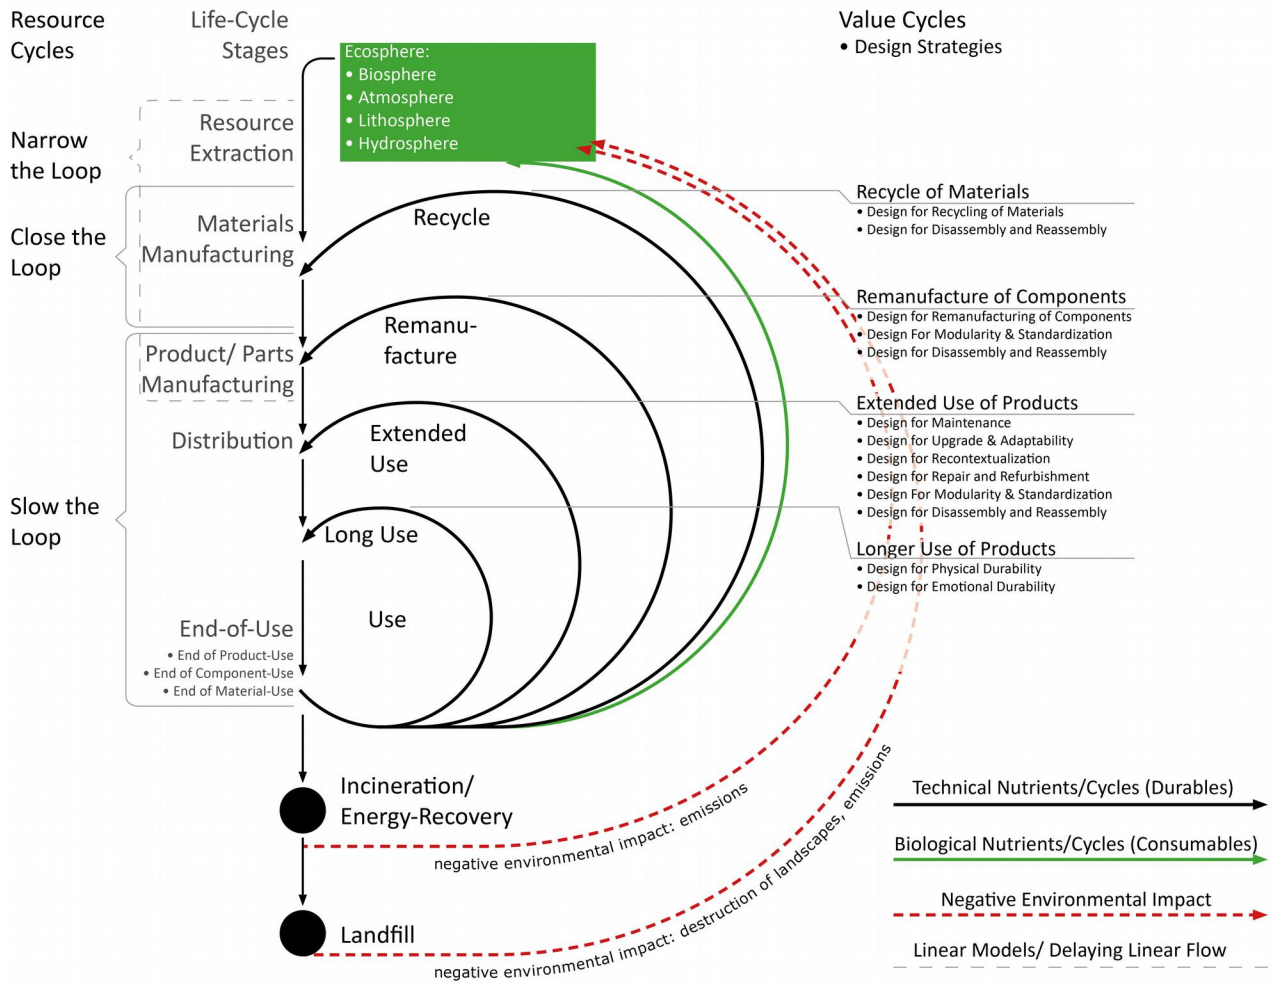 Resource
Cycles
Life-Cycle
Stages
Value Cycles
• Design Strategies
Ecosphere:
• Biosphere
• Atmosphere
• Lithosphere
• Hydrosphere
Narrow
the Loop
Resource
Extraction
Close the
Loop
Materials
Manufacturing
Product/ Parts
Manufacturing
Distribution
Slow the
Loop
End-of-Use
• End of Product-Use
• End of Component-Use
• End of Material-Use
Recycle
Remanu-
facture
Extended
Use
Long Use
Use
Recycle of Materials
• Design for Recycling of Materials
• Design for Disassembly and Reassembly
Remanufacture of Components
• Design for Remanufacturing of Components
• Design For Modularity & Standardization
• Design for Disassembly and Reassembly
Extended Use of Products
• Design for Maintenance
• Design for Upgrade & Adaptability
• Design for Recontextualization
• Design for Repair and Refurbishment
• Design For Modularity & Standardization
• Design for Disassembly and Reassembly
Longer Use of Products
• Design for Physical Durability
• Design for Emotional Durability
Incineration/
Energy-Recovery
negative environmental impact: emissions
Landfill
negative environmental impact: destruction of landscapes, emissions
Technical Nutrients/Cycles (Durables)
Biological Nutrients/Cycles (Consumables)
Negative Environmental Impact
Linear Models/ Delaying Linear Flow